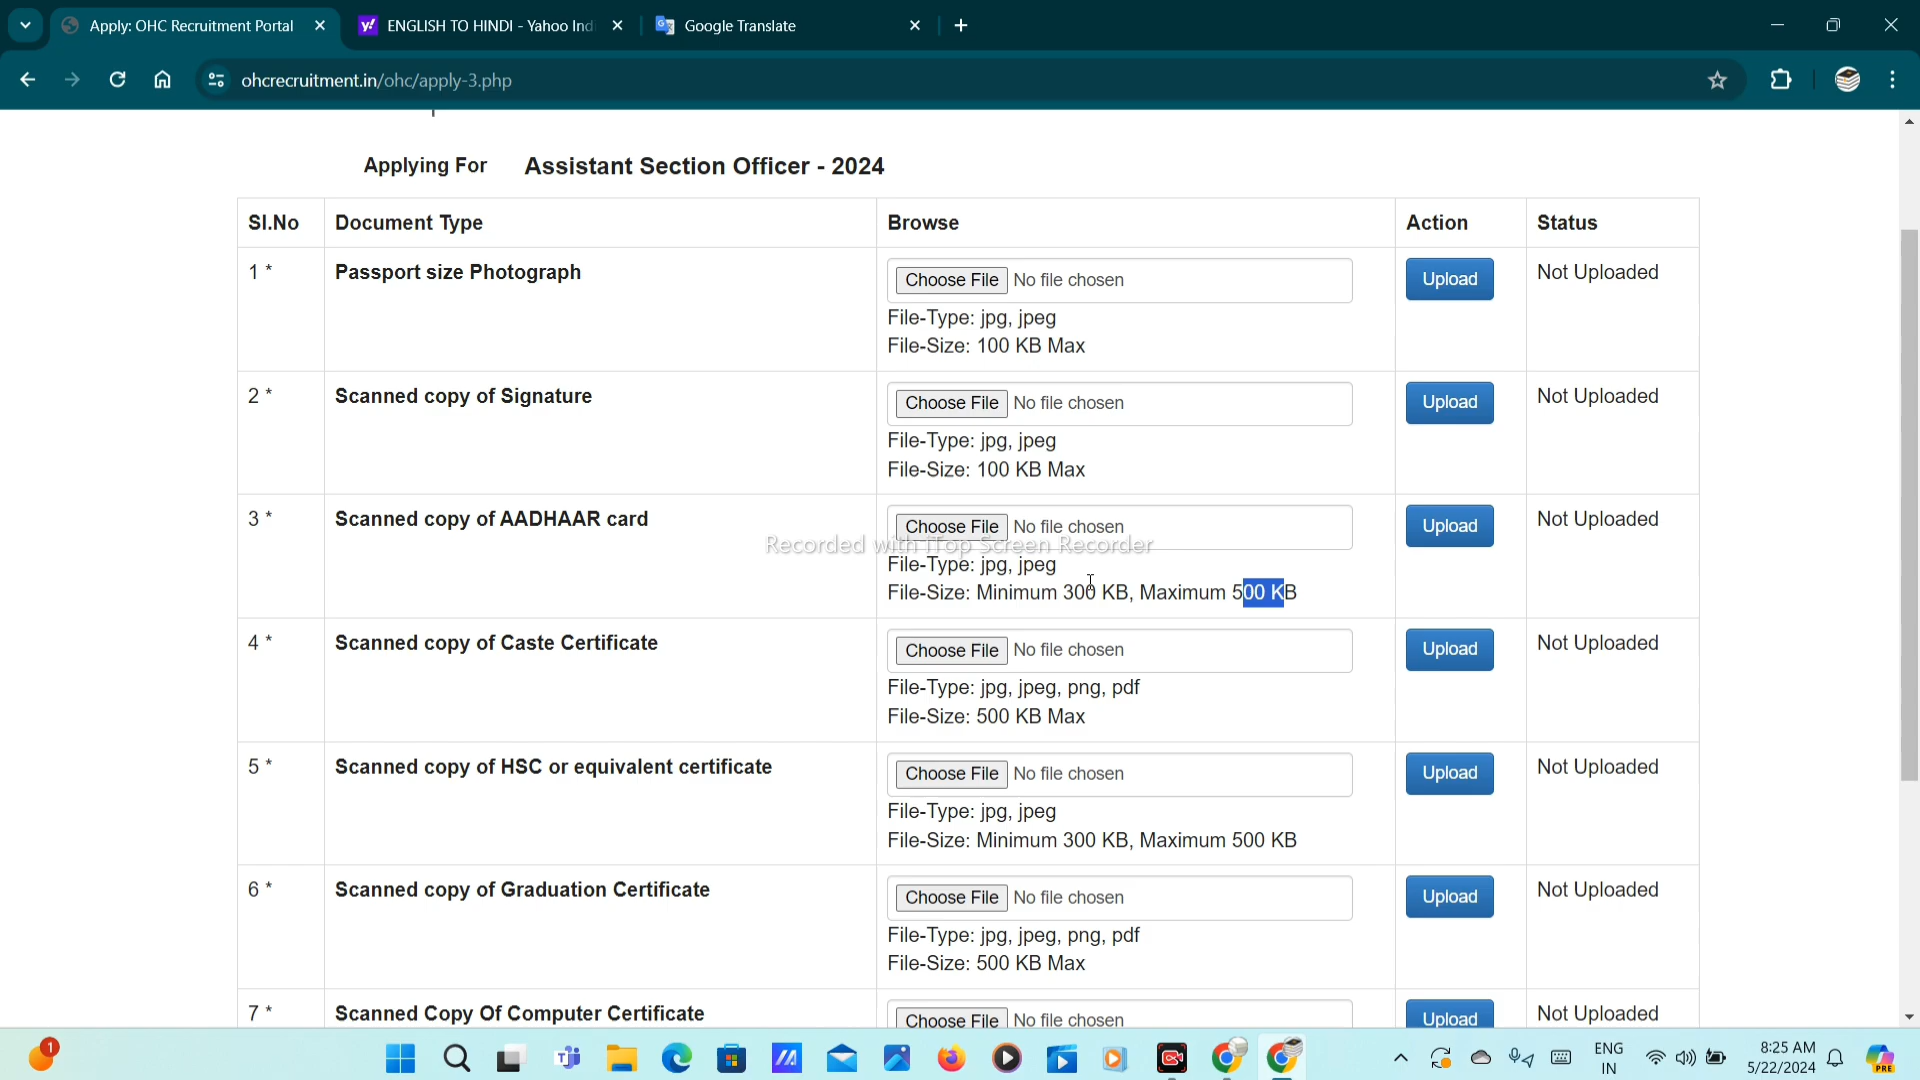 Apply: OHC Recruitment Portal
ENGLISH TO HINDI - Yahoo Ind
Google Translate
ohcrecruitment.in/ohc/apply-3.php
Applying For Assistant Section Officer - 2024
Sl.No Document Type Browse Action Status
1 * Passport size Photograph Choose File No file chosen Upload Not Uploaded
File-Type: jpg, jpeg
File-Size: 100 KB Max
2 * Scanned copy of Signature Choose File No file chosen Upload Not Uploaded
File-Type: jpg, jpeg
File-Size: 100 KB Max
3 * Scanned copy of AADHAAR card Choose File No file chosen Upload Not Uploaded
Recorded with iTop Screen Recorder
File-Type: jpg, jpeg
File-Size: Minimum 300 KB, Maximum 500 KB
4 * Scanned copy of Caste Certificate Choose File No file chosen Upload Not Uploaded
File-Type: jpg, jpeg, png, pdf
File-Size: 500 KB Max
5 * Scanned copy of HSC or equivalent certificate Choose File No file chosen Upload Not Uploaded
File-Type: jpg, jpeg
File-Size: Minimum 300 KB, Maximum 500 KB
6 * Scanned copy of Graduation Certificate Choose File No file chosen Upload Not Uploaded
File-Type: jpg, jpeg, png, pdf
File-Size: 500 KB Max
7 * Scanned Copy Of Computer Certificate Choose File No file chosen Upload Not Uploaded
1
ENG
IN
8:25 AM
5/22/2024
PRE